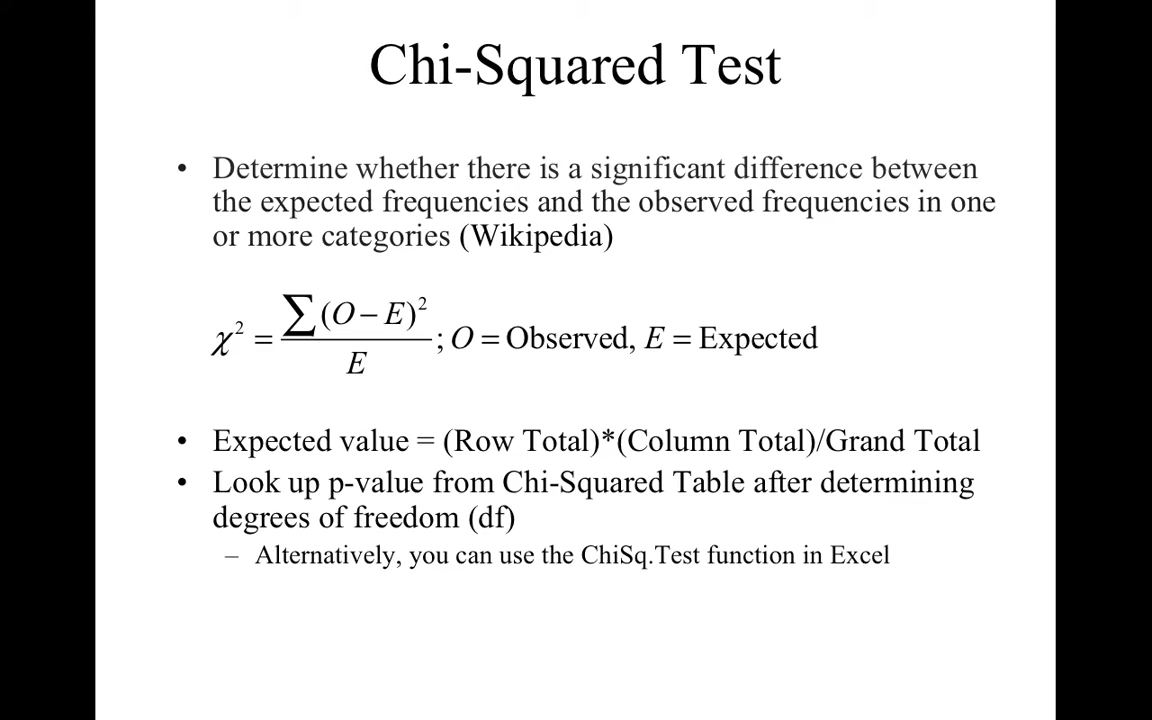 Chi-Squared Test
• Determine whether there is a significant difference between
the expected frequencies and the observed frequencies in one
or more categories (Wikipedia)
χ² = ∑(O − E)² / E ; O = Observed, E = Expected
• Expected value = (Row Total)*(Column Total)/Grand Total
• Look up p-value from Chi-Squared Table after determining
degrees of freedom (df)
– Alternatively, you can use the ChiSq.Test function in Excel